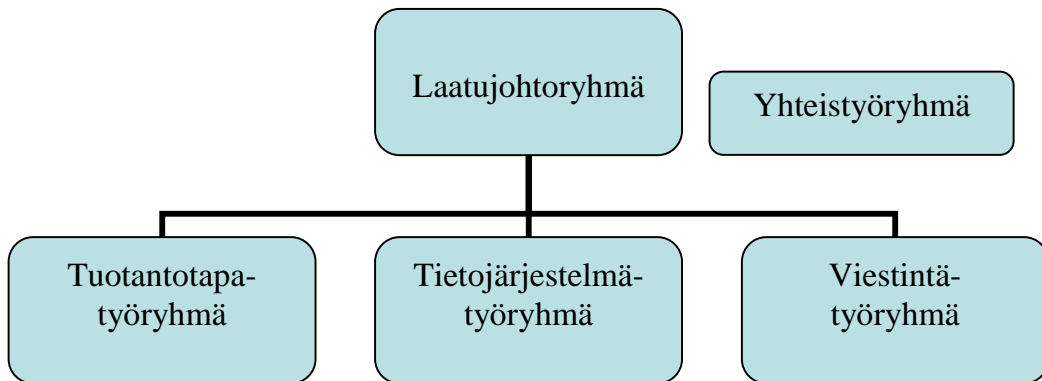 Laatujohtoryhmä
Yhteistyöryhmä
Tuotantotapa-
työryhmä
Tietojärjestelmä-
työryhmä
Viestintä-
työryhmä